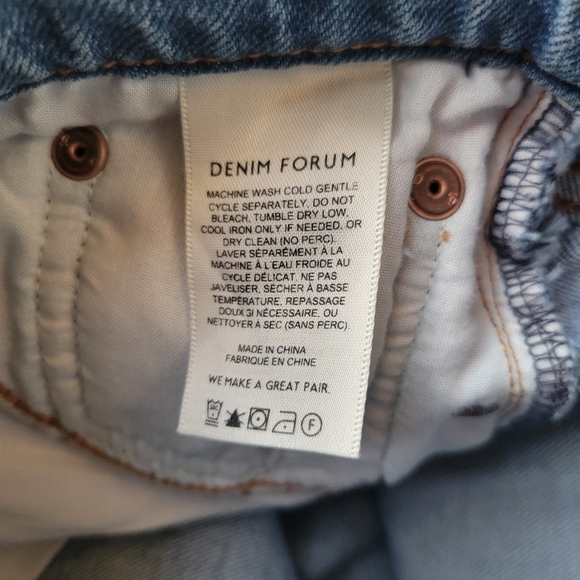 DENIM FORUM
MACHINE WASH COLD GENTLE
CYCLE SEPARATELY, DO NOT
BLEACH, TUMBLE DRY LOW,
COOL IRON ONLY IF NEEDED, OR
DRY CLEAN (NO PERC).
LAVER SÉPARÉMENT À LA
MACHINE À L'EAU FROIDE AU
CYCLE DÉLICAT, NE PAS
JAVELISER, SÉCHER À BASSE
TEMPÉRATURE, REPASSAGE
DOUX SI NÉCESSAIRE, OU
NETTOYER À SEC (SANS PERC).
MADE IN CHINA
FABRIQUÉ EN CHINE
WE MAKE A GREAT PAIR.
F